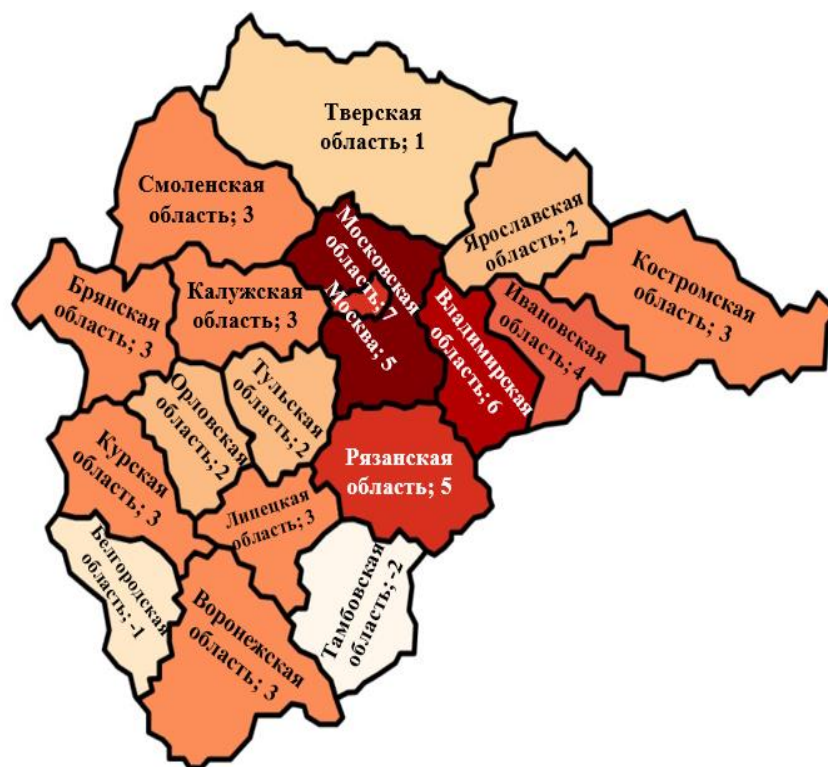 Тверская
область; 1
Смоленская
область; 3
Ярославская
область; 2
Московская
область; 7
Костромская
область; 3
Брянская
область; 3
Калужская
область; 3
Москва; 5
Владимирская
область; 6
Ивановская
область; 4
Орловская
область; 2
Тульская
область; 2
Курская
область; 3
Липецкая
область; 3
Рязанская
область; 5
Белгородская
область; -1
Воронежская
область; 3
Тамбовская
область; -2